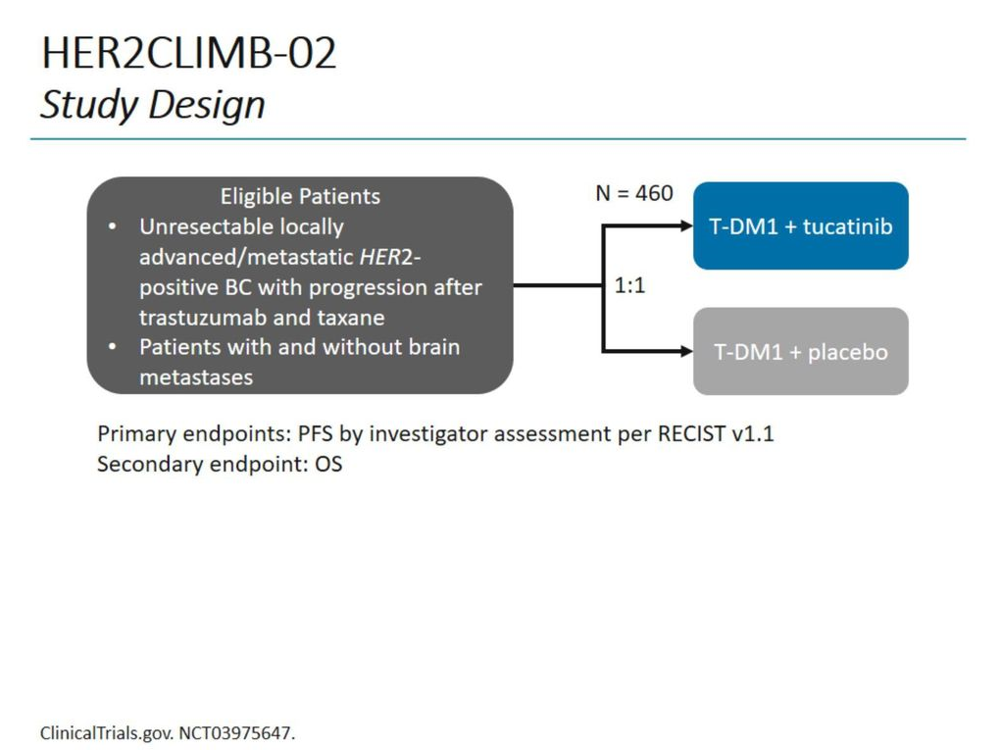 HER2CLIMB-02
Study Design
Eligible Patients
• Unresectable locally
advanced/metastatic HER2-
positive BC with progression after
trastuzumab and taxane
• Patients with and without brain
metastases
N = 460
1:1
T-DM1 + tucatinib
T-DM1 + placebo
Primary endpoints: PFS by investigator assessment per RECIST v1.1
Secondary endpoint: OS
ClinicalTrials.gov. NCT03975647.